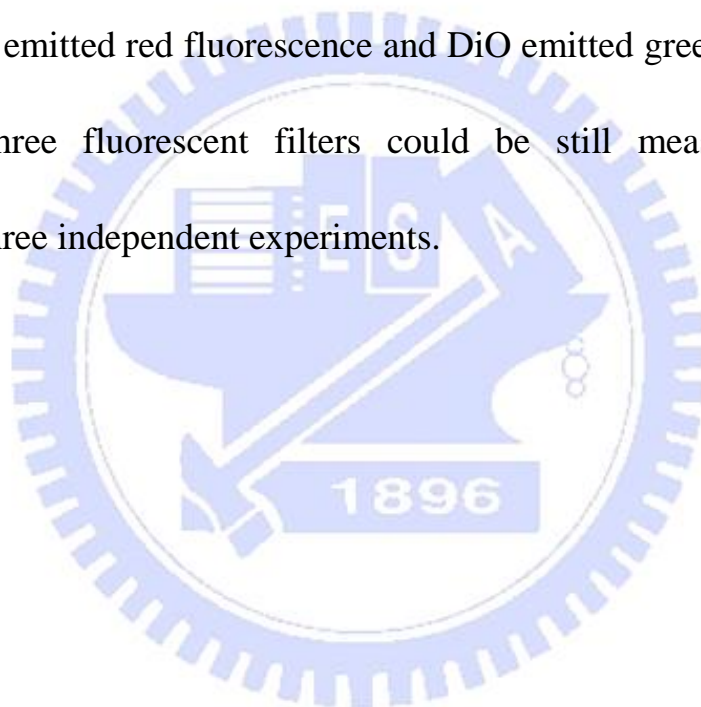 emitted red fluorescence and DiO emitted gree
hree fluorescent filters could be still mea
hree independent experiments.
E S A
1896